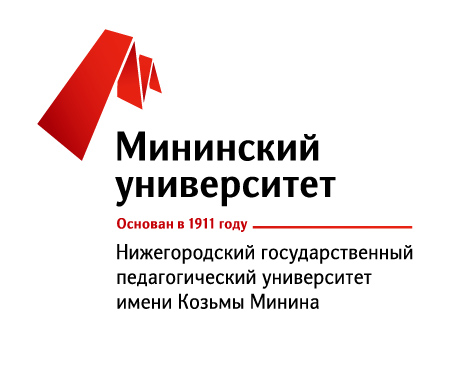 Мининский
университет
Основан в 1911 году
Нижегородский государственный
педагогический университет
имени Козьмы Минина